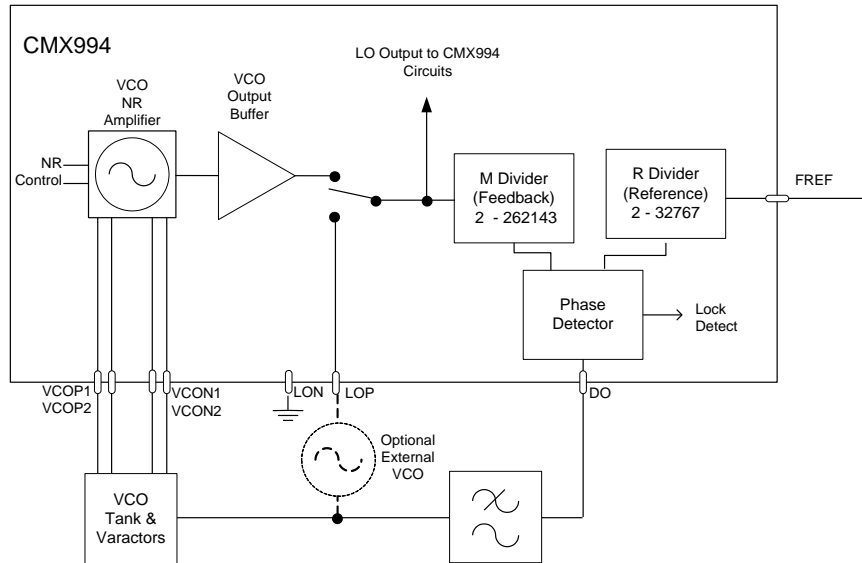 CMX994
LO Output to CMX994
Circuits
VCO
NR
Amplifier
VCO
Output
Buffer
NR
Control
M Divider
(Feedback)
2 - 262143
R Divider
(Reference)
2 - 32767
FREF
Phase
Detector
Lock
Detect
VCOP1
VCOP2
VCON1
VCON2
LON
LOP
DO
Optional
External
VCO
VCO
Tank &
Varactors